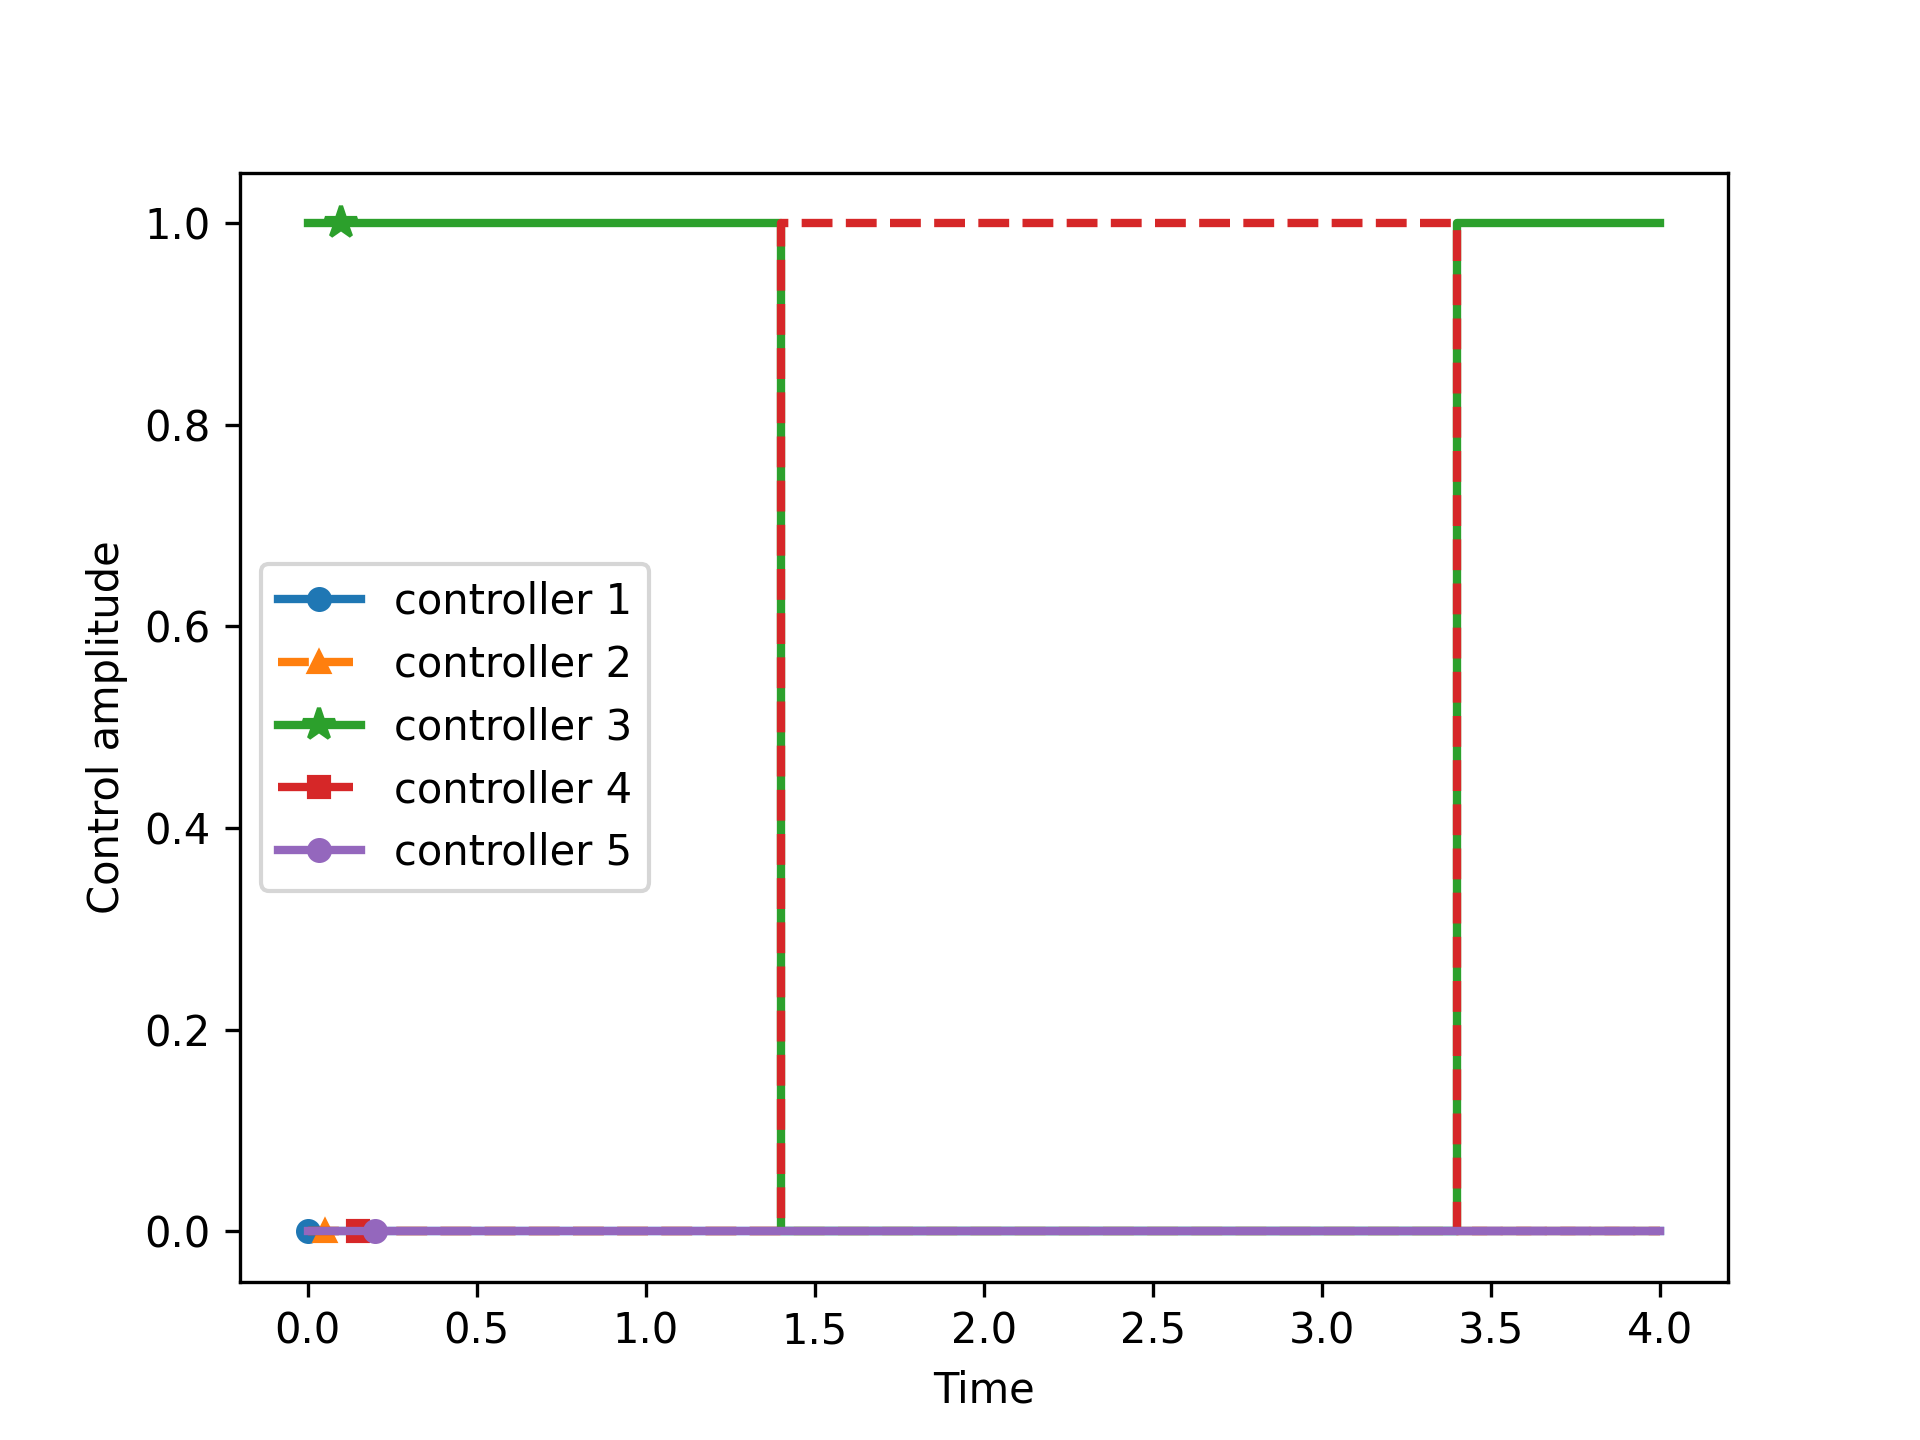 1.0
0.8
0.6
0.4
0.2
0.0
Control amplitude
controller 1
controller 2
controller 3
controller 4
controller 5
0.0 0.5 1.0 1.5 2.0 2.5 3.0 3.5 4.0
Time